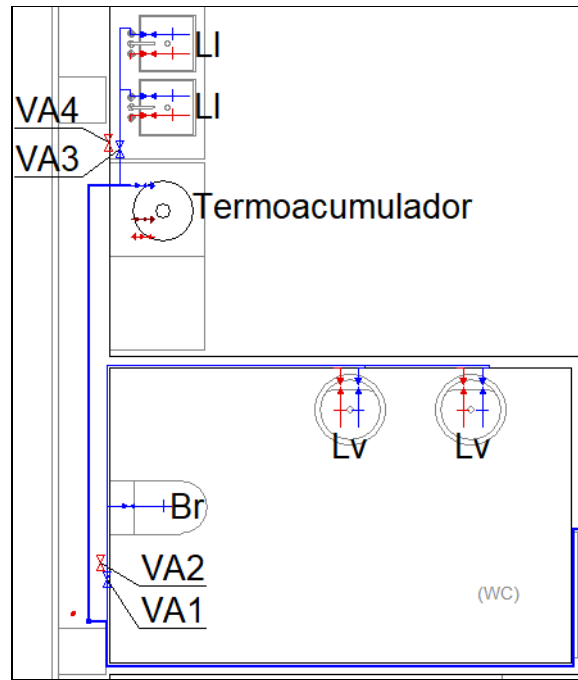 Ll
Ll
VA4
VA3
Termoacumulador
Lv
Lv
Br
VA2
VA1
(WC)